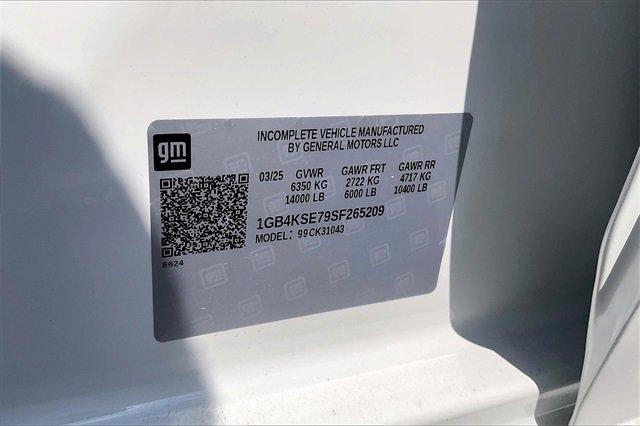 INCOMPLETE VEHICLE MANUFACTURED
BY GENERAL MOTORS LLC
gm
03/25 GVWR GAWR FRT GAWR RR
6350 KG 2722 KG 4717 KG
14000 LB 6000 LB 10400 LB
1GB4KSE79SF265209
MODEL: 99CK31043
8624